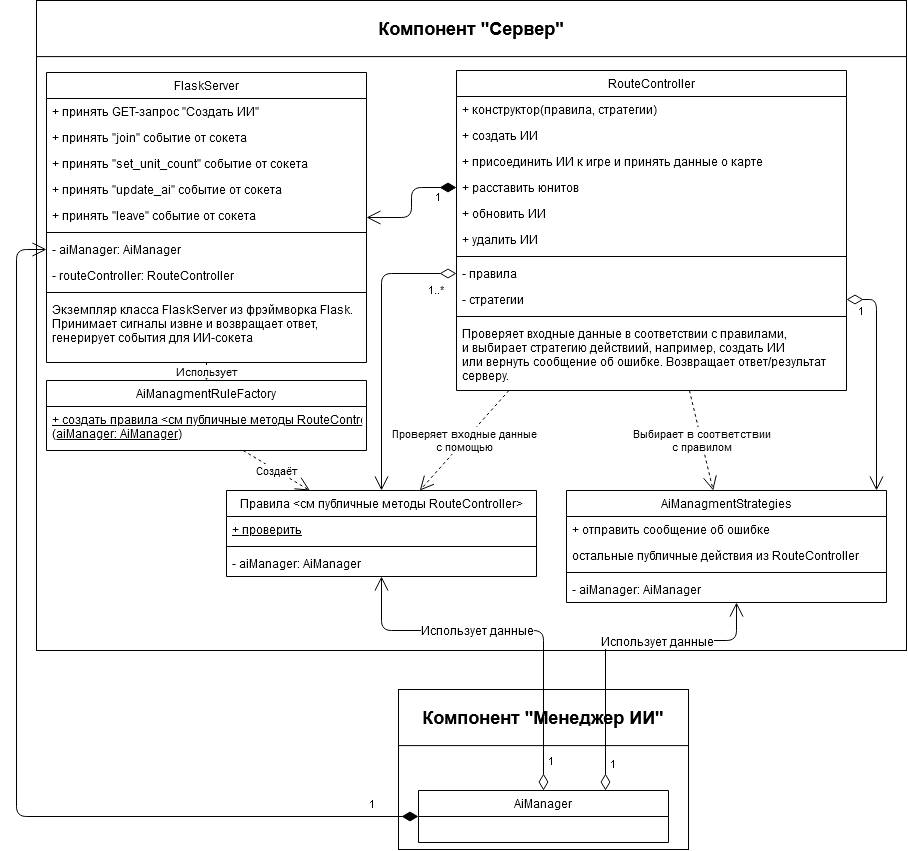 Компонент "Сервер"
FlaskServer
+ принять GET-запрос "Создать ИИ"
+ принять "join" событие от сокета
+ принять "set_unit_count" событие от сокета
+ принять "update_ai" событие от сокета
+ принять "leave" событие от сокета
- aiManager: AiManager
- routeController: RouteController
Экземпляр класса FlaskServer из фрэймворка Flask.
Принимает сигналы извне и возвращает ответ,
генерирует события для ИИ-сокета
RouteController
+ конструктор(правила, стратегии)
+ создать ИИ
+ присоединить ИИ к игре и принять данные о карте
+ расставить юнитов
+ обновить ИИ
+ удалить ИИ
- правила
- стратегии
Проверяет входные данные в соответствии с правилами,
и выбирает стратегию действиий, например, создать ИИ
или вернуть сообщение об ошибке. Возвращает ответ/результат
серверу.
1
1..*
1
Использует
AiManagmentRuleFactory
+ создать правила <см публичные методы RouteContro
(aiManager: AiManager)
Создаёт
Проверяет входные данные
с помощью
Выбирает в соответствии
с правилом
Правила <см публичные методы RouteController>
+ проверить
- aiManager: AiManager
AiManagmentStrategies
+ отправить сообщение об ошибке
остальные публичные действия из RouteController
- aiManager: AiManager
Использует данные
Использует данные
Компонент "Менеджер ИИ"
1
1
1
AiManager